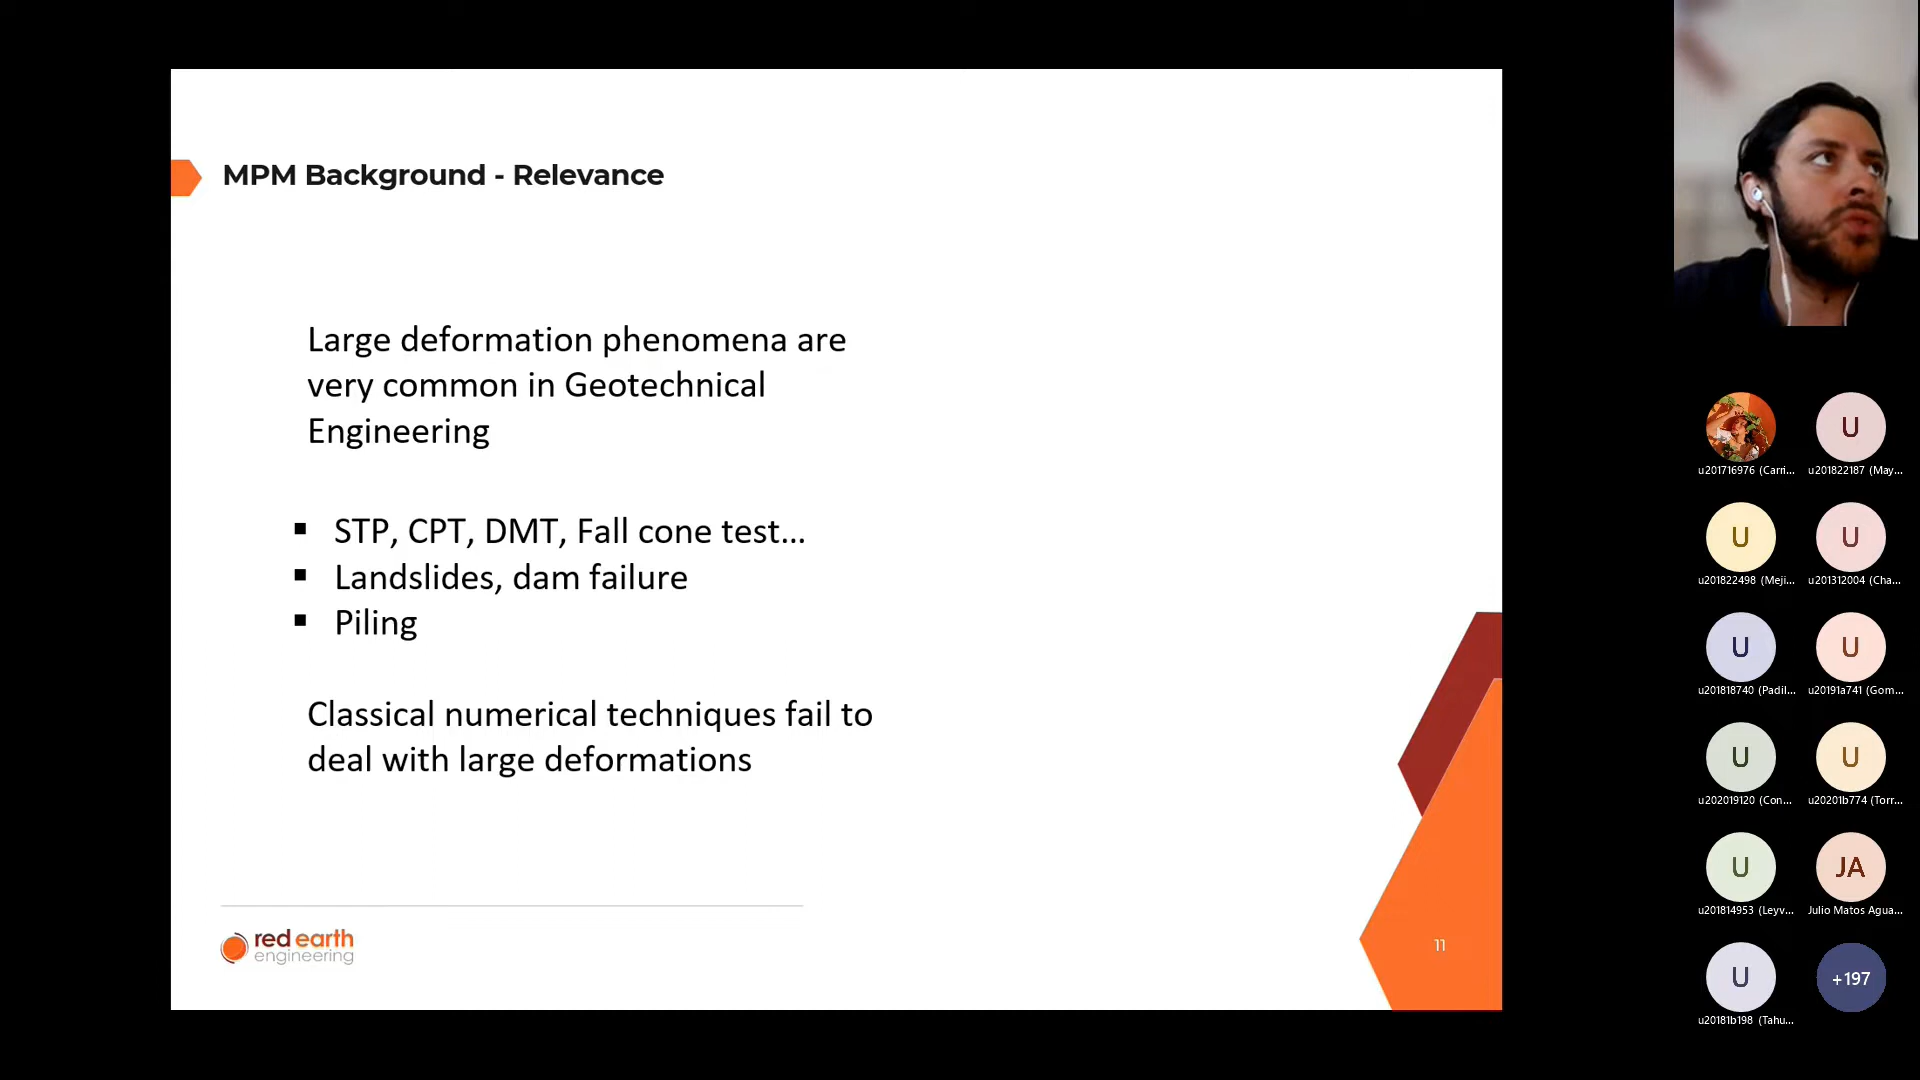 MPM Background - Relevance
Large deformation phenomena are
very common in Geotechnical
Engineering
▪ STP, CPT, DMT, Fall cone test...
▪ Landslides, dam failure
▪ Piling
Classical numerical techniques fail to
deal with large deformations
red earth
engineering
11
u201716976 (Carri...
U
u201822187 (May...
U
u201822498 (Meji...
U
u201312004 (Cha...
U
u201818740 (Padil...
U
u20191a741 (Gom...
U
u202019120 (Con...
U
u20201b774 (Torr...
U
u201814953 (Leyv...
JA
Julio Matos Agua...
U
u20181b198 (Tahu...
+197